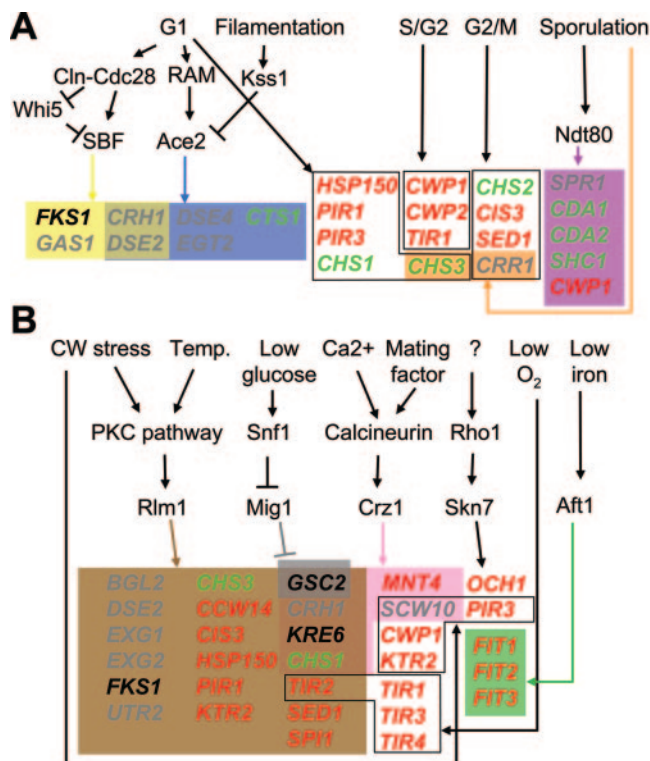 A
G1 Filamentation S/G2 G2/M Sporulation
Cln-Cdc28 RAM Kss1
Whi5
SBF Ace2 Ndt80
FKS1 CRH1 DSE4 CTS1
GAS1 DSE2 EGT2
HSP150 CWP1 CHS2 SPR1
PIR1 CWP2 CIS3 CDA1
PIR3 TIR1 SED1 CDA2
CHS1 CHS3 CRR1 SHC1
CWP1
B
CW stress Temp. Low Ca2+ Mating ? Low Low
glucose factor O2 iron
PKC pathway Snf1 Calcineurin Rho1
Rlm1 Mig1 Crz1 Skn7 Aft1
BGL2 CHS3 GSC2 MNT4 OCH1
DSE2 CCW14 CRH1 SCW10 PIR3
EXG1 CIS3 KRE6 CWP1 FIT1
EXG2 HSP150 CHS1 KTR2 FIT2
FKS1 PIR1 TIR2 TIR1 FIT3
UTR2 KTR2 SED1 TIR3
SPI1 TIR4